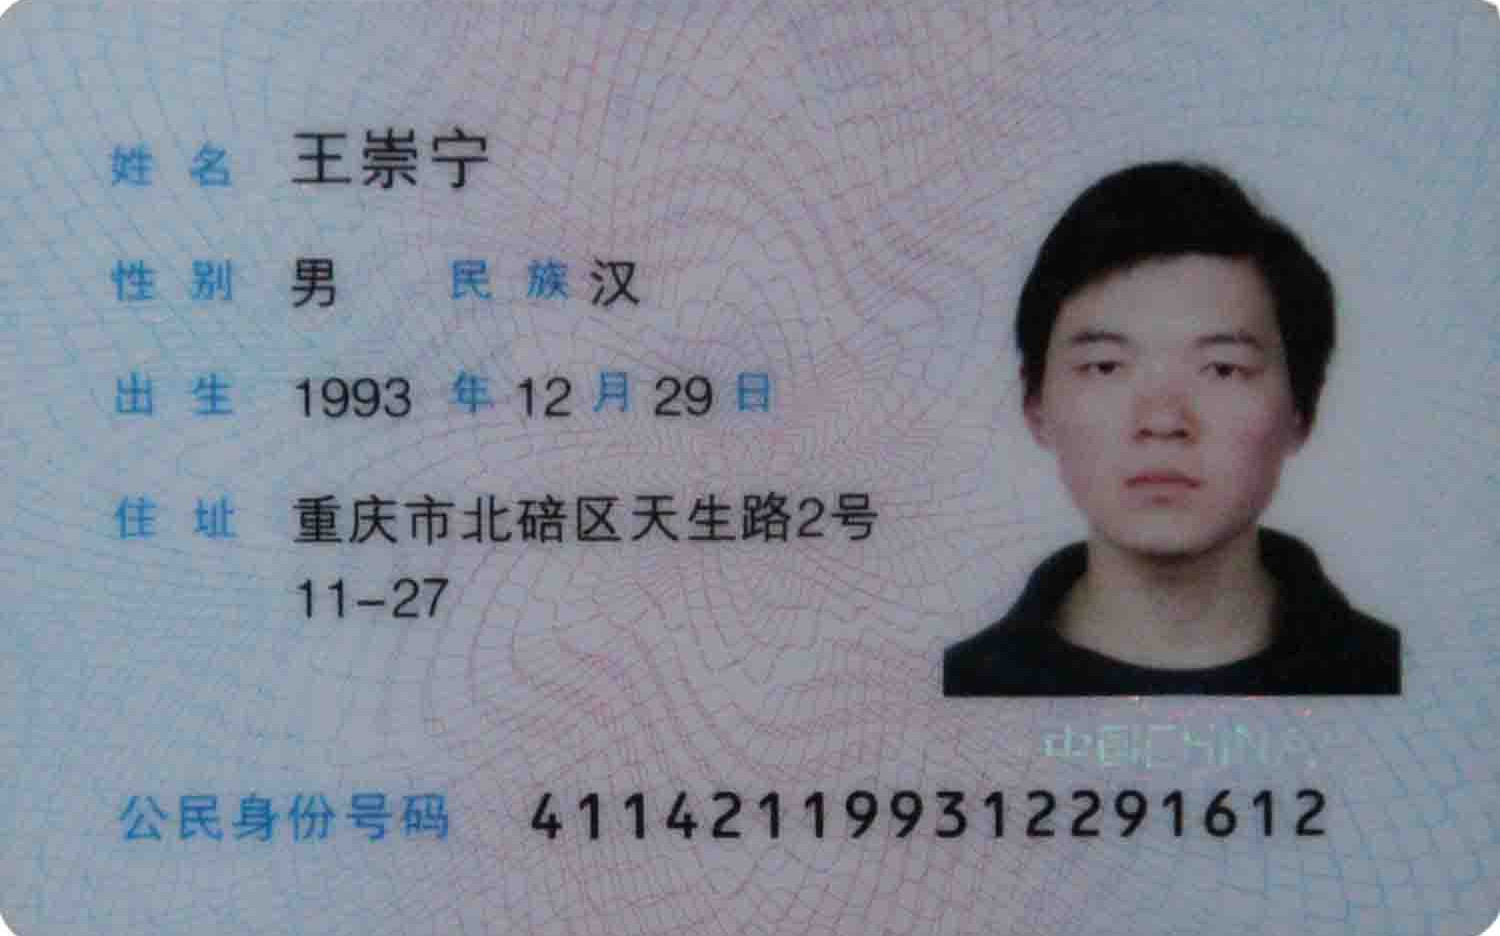 姓名 王崇宁
性别 男 民族 汉
出生 1993 年 12 月 29 日
住址 重庆市北碚区天生路2号
11-27
中国CHINA
公民身份号码 411421199312291612